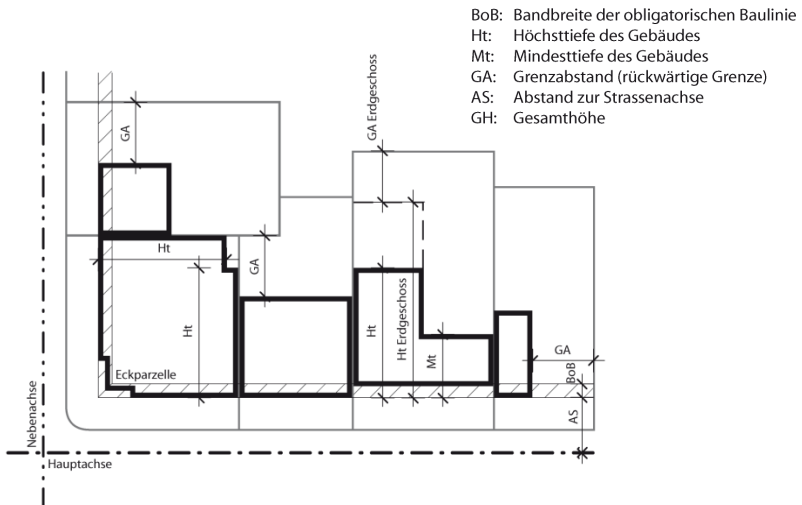 BoB: Bandbreite der obligatorischen Baulinie
Ht: Höchsttiefe des Gebäudes
Mt: Mindesttiefe des Gebäudes
GA: Grenzabstand (rückwärtige Grenze)
AS: Abstand zur Strassenachse
GH: Gesamthöhe
GA Erdgeschoss
GA
Ht
GA
Ht
Ht
Ht Erdgeschoss
Mt
GA
BoB
Eckparzelle
AS
Nebenachse
Hauptachse